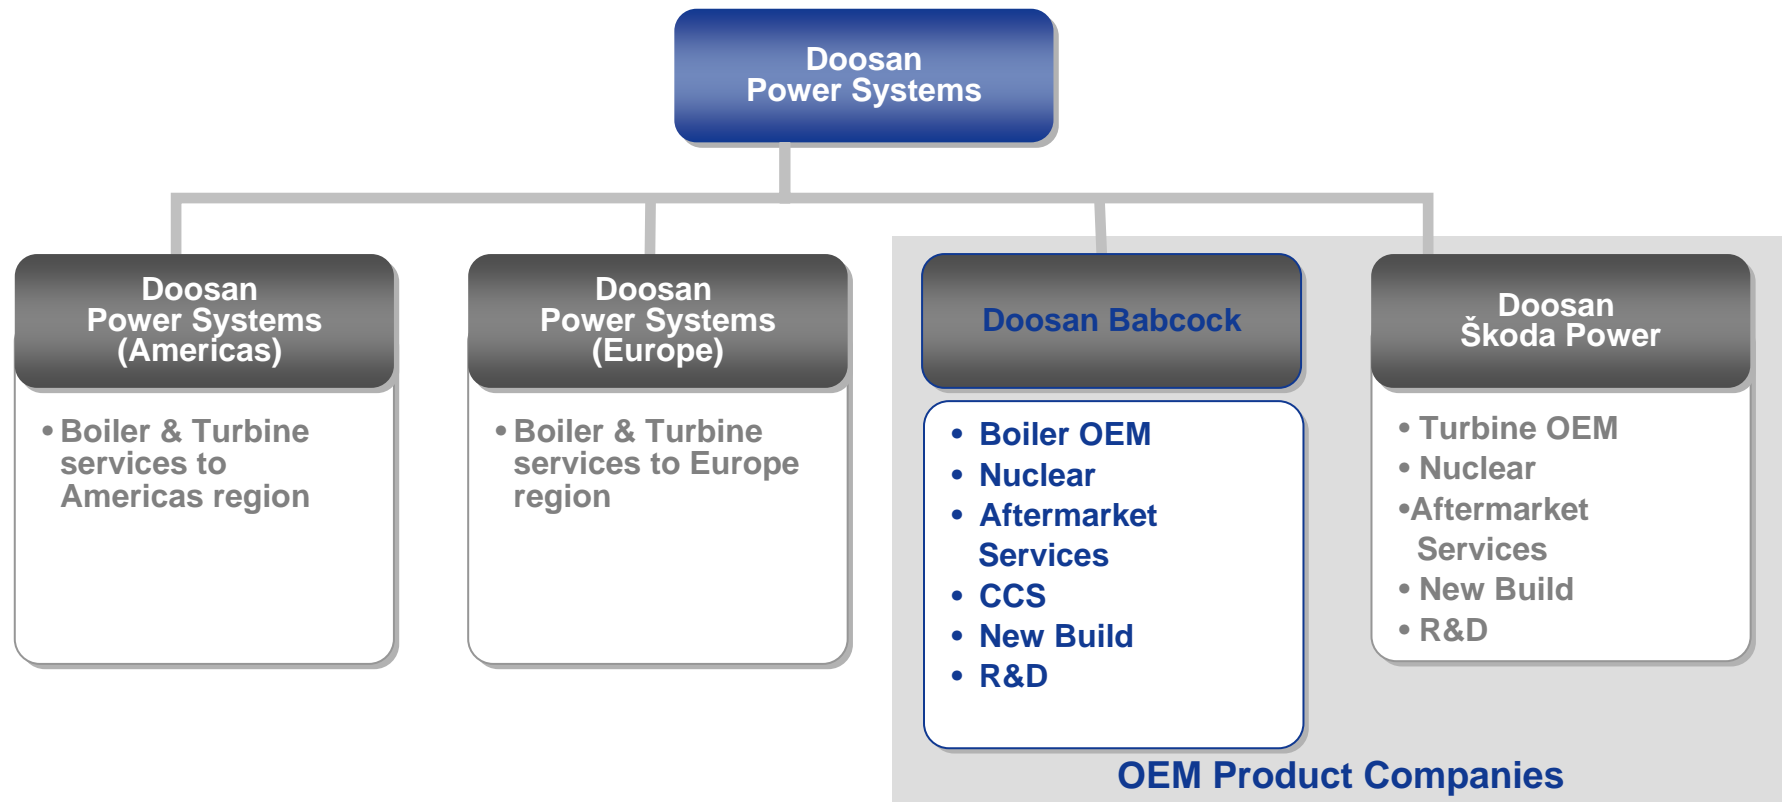 Doosan
Power Systems
Doosan
Power Systems
(Americas)
• Boiler & Turbine
services to
Americas region
Doosan
Power Systems
(Europe)
• Boiler & Turbine
services to Europe
region
Doosan Babcock
• Boiler OEM
• Nuclear
• Aftermarket
Services
• CCS
• New Build
• R&D
Doosan
Škoda Power
• Turbine OEM
• Nuclear
•Aftermarket
Services
• New Build
• R&D
OEM Product Companies